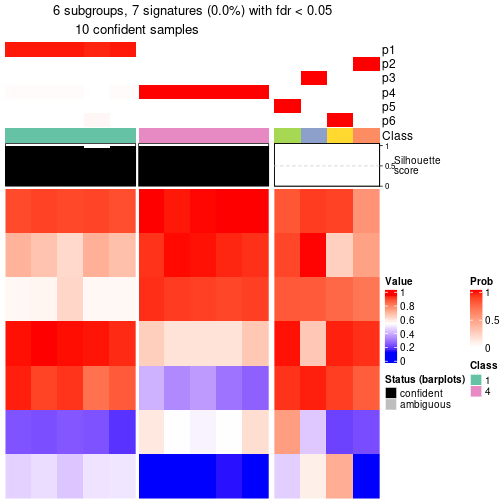 6 subgroups, 7 signatures (0.0%) with fdr < 0.05
10 confident samples
p1
p2
p3
p4
p5
p6
Class
1
0.5
0
Silhouette
score
Value
1
0.8
0.6
0.4
0.2
0
Prob
1
0.5
0
Status (barplots)
confident
ambiguous
Class
1
4